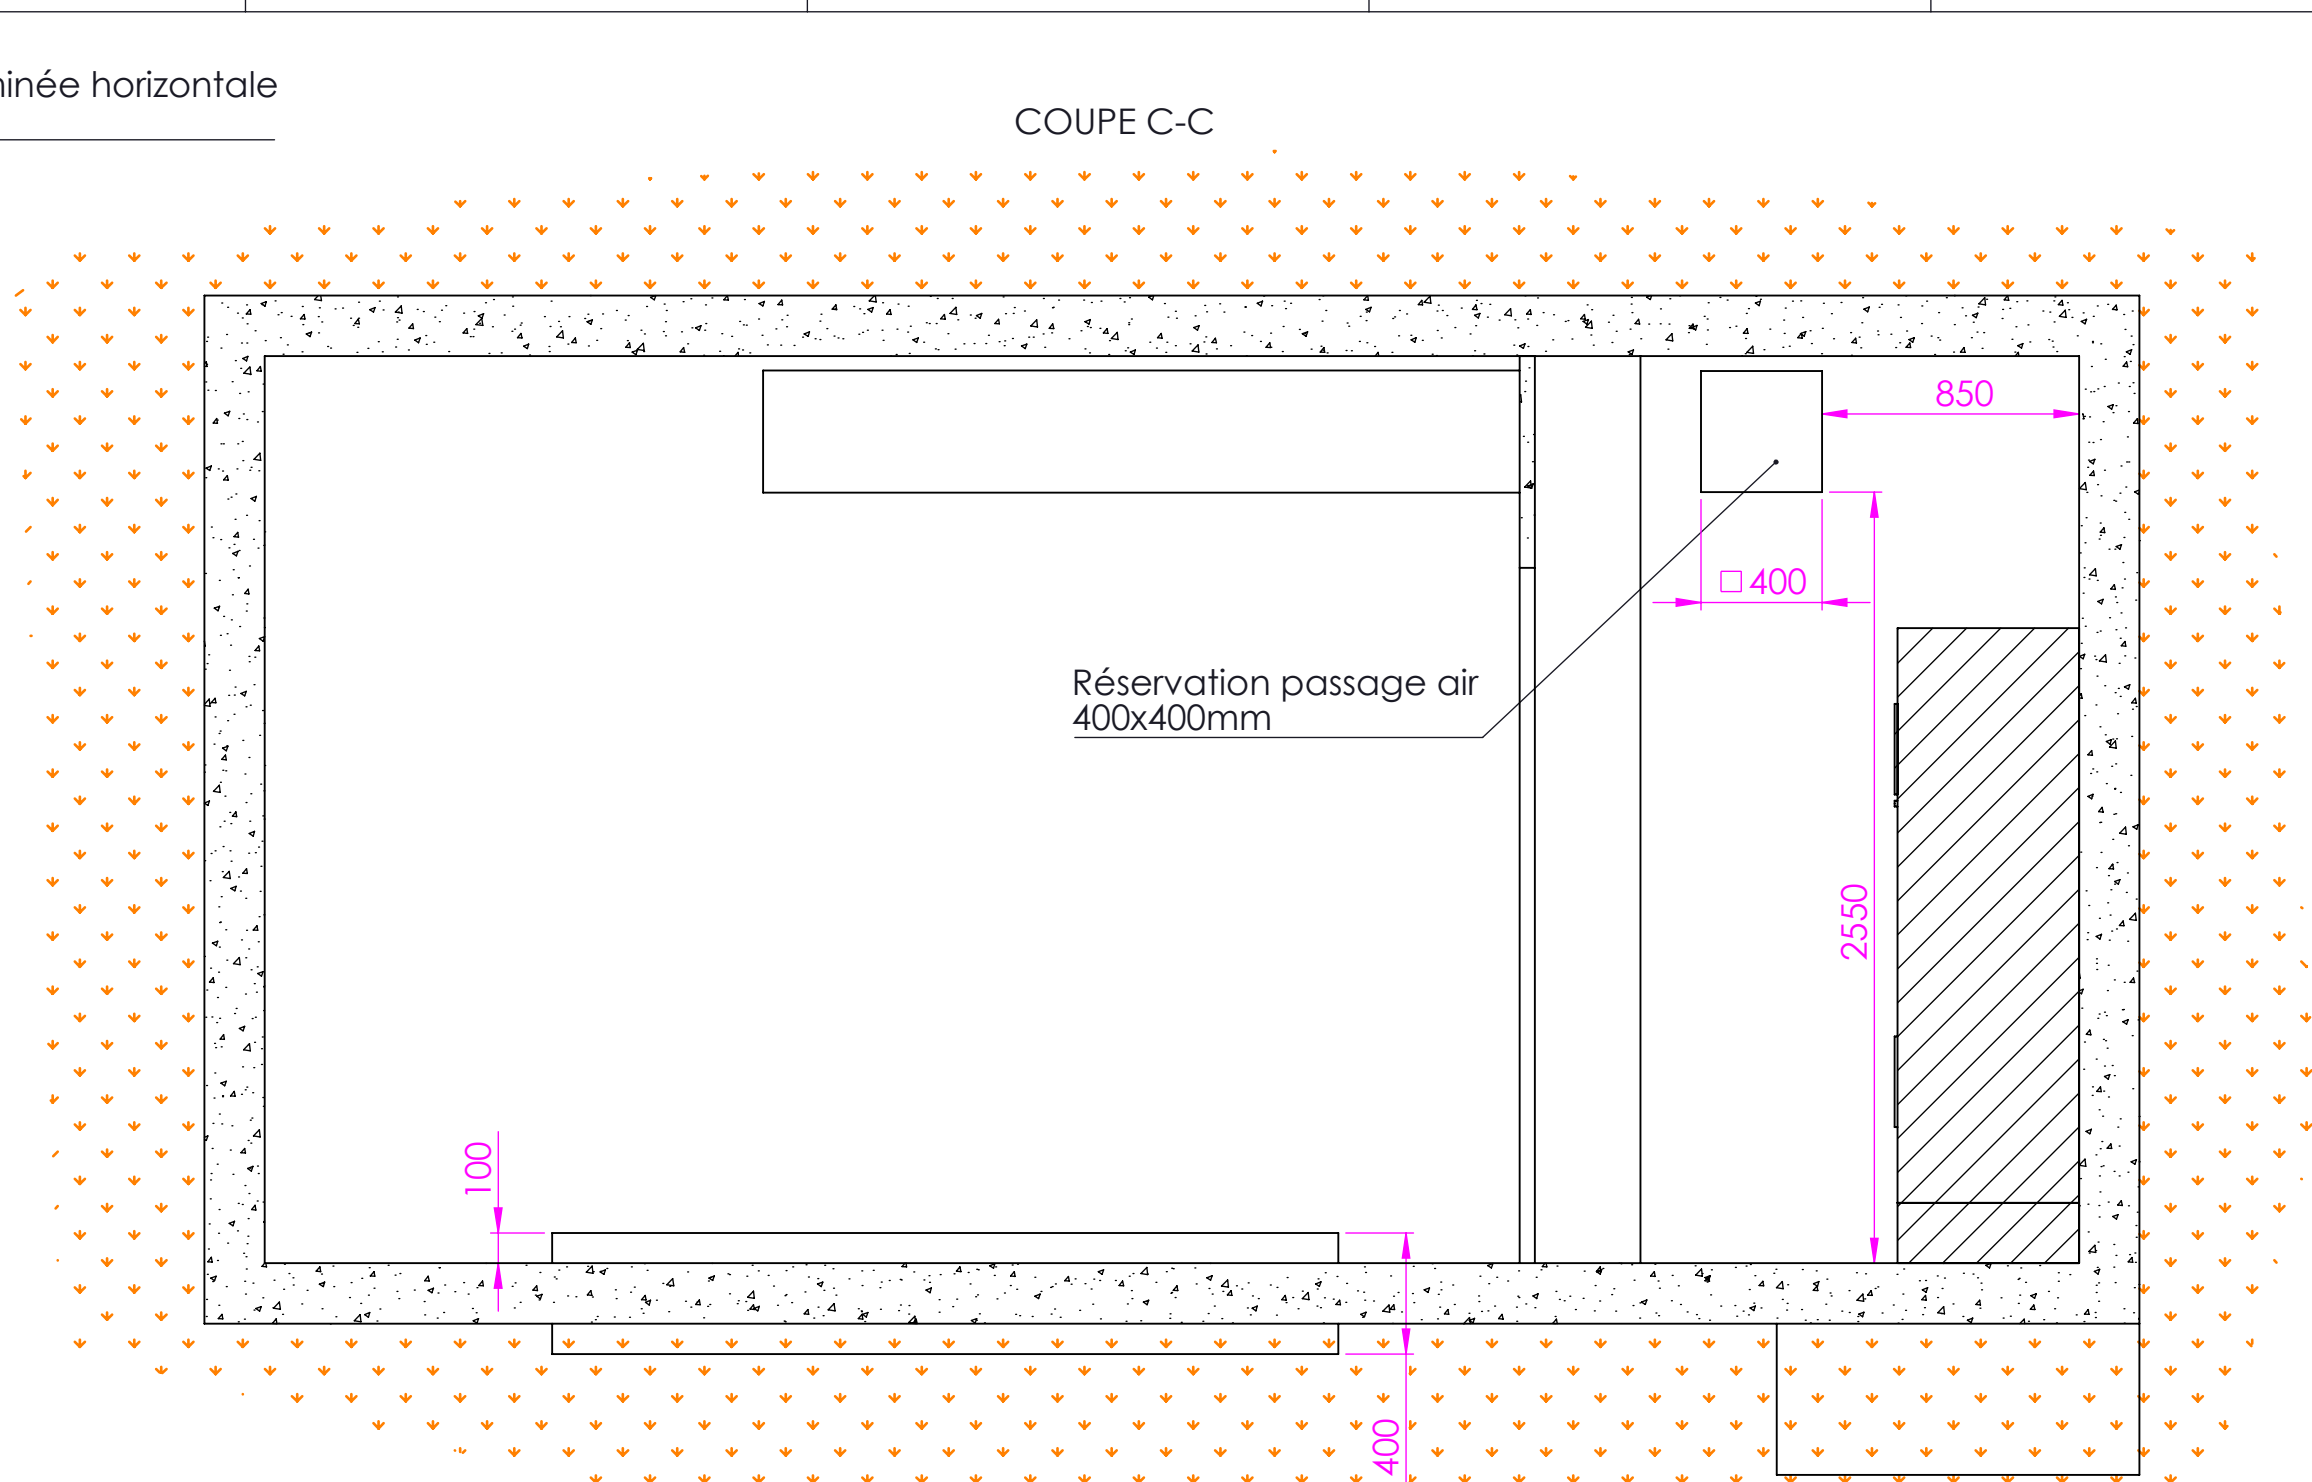 inée horizontale
COUPE C-C
850
□ 400
Réservation passage air
400x400mm
2550
100
400